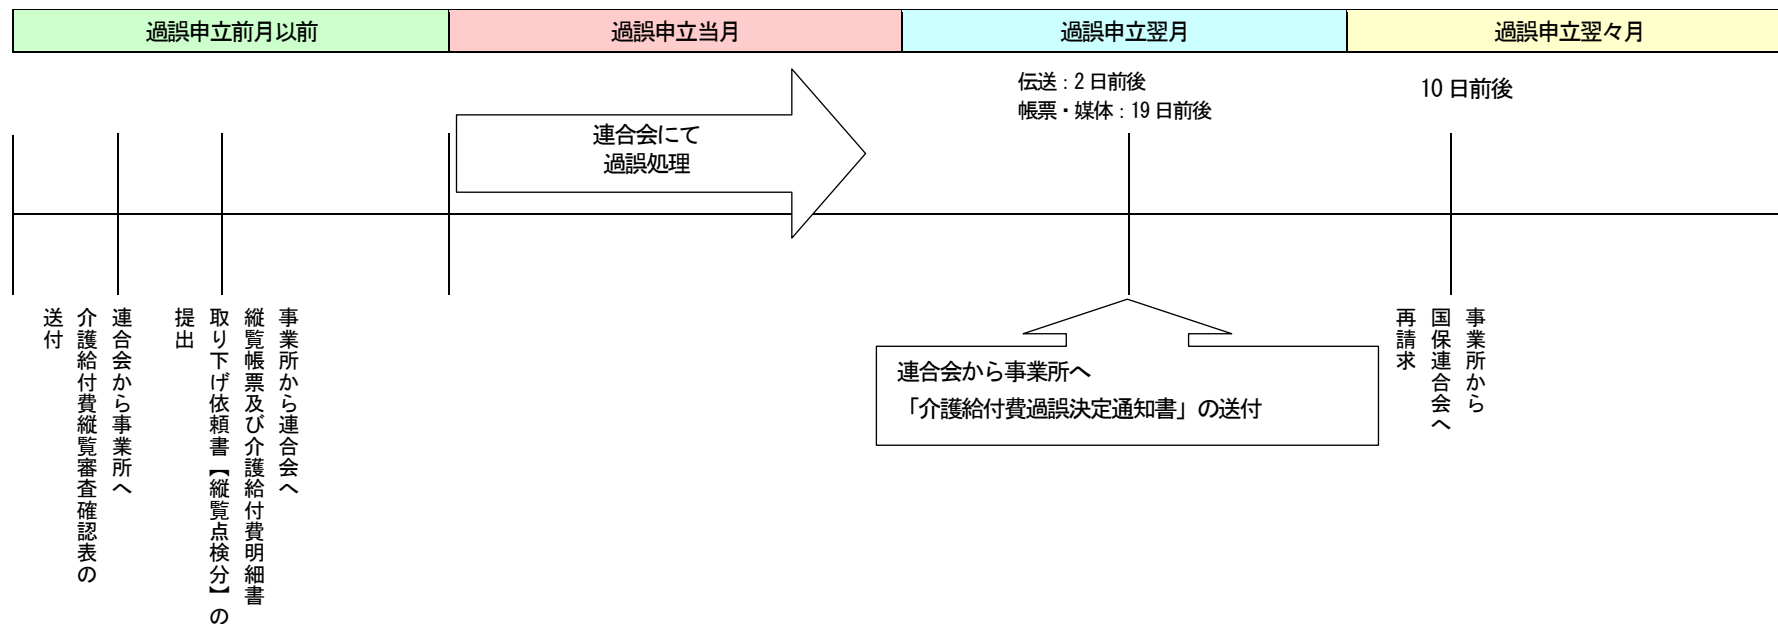 過誤申立前月以前
過誤申立当月
過誤申立翌月
過誤申立翌々月
伝送：2 日前後
帳票・媒体：19 日前後
10 日前後
連合会にて
過誤処理
連合会から事業所へ
介護給付費縦覧審査確認表の
送付
事業所から連合会へ
縦覧帳票及び介護給付費明細書
取り下げ依頼書【縦覧点検分】の
提出
連合会から事業所へ
「介護給付費過誤決定通知書」の送付
事業所から
国保連合会へ
再請求